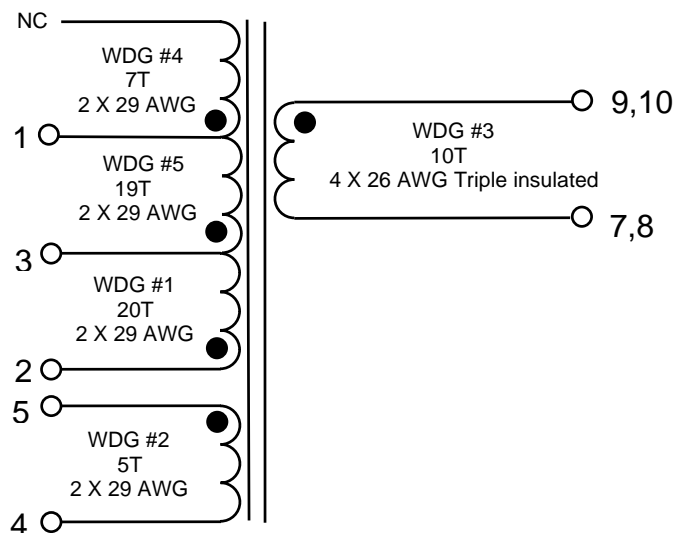 NC
WDG #4
7T
2 X 29 AWG
1
WDG #5
19T
2 X 29 AWG
3
WDG #1
20T
2 X 29 AWG
2
5
WDG #2
5T
2 X 29 AWG
4
9,10
WDG #3
10T
4 X 26 AWG Triple insulated
7,8